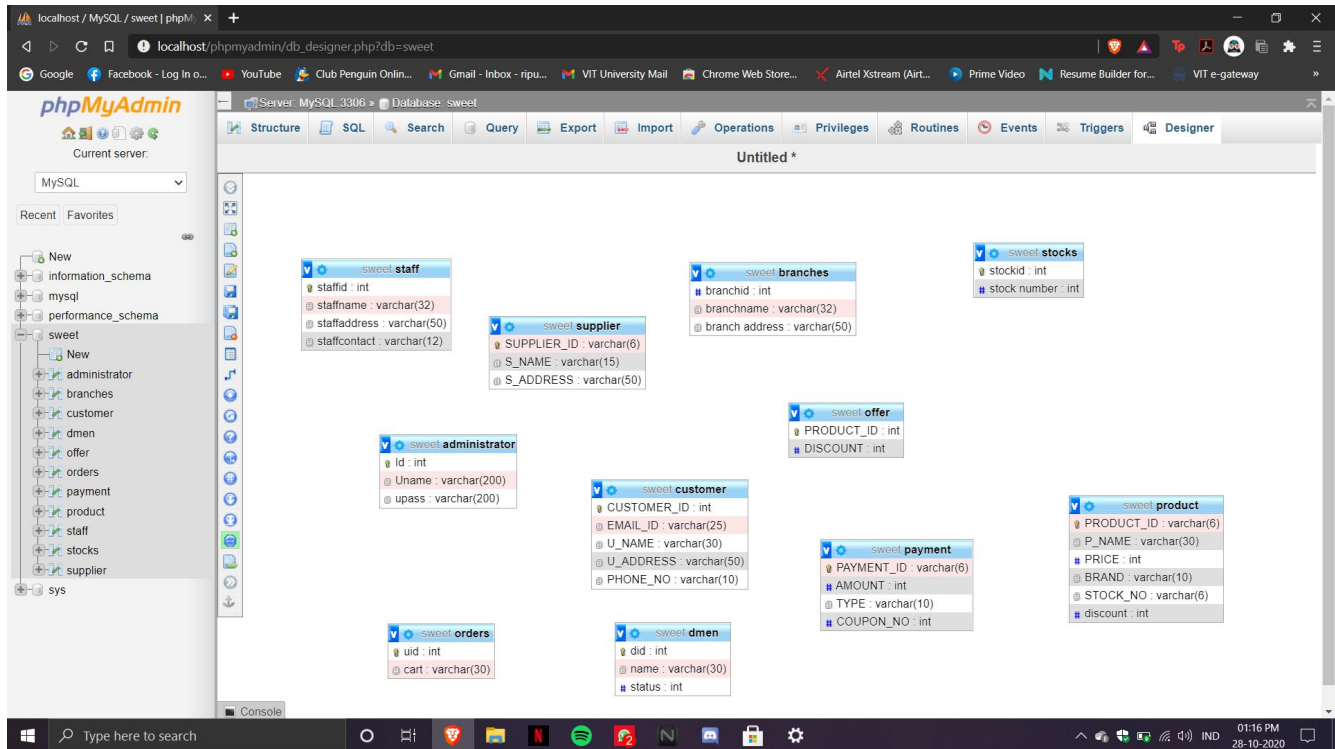 localhost / MySQL / sweet | phpM
localhost/phpmyadmin/db_designer.php?db=sweet
Google Facebook - Log In o... YouTube Club Penguin Onlin... Gmail - Inbox - ripu... VIT University Mail Chrome Web Store... Airtel Xstream (Airt... Prime Video Resume Builder for... VIT e-gateway »
phpMyAdmin
Current server:
MySQL
Recent Favorites
New
information_schema
mysql
performance_schema
sweet
New
administrator
branches
customer
dmen
offer
orders
payment
product
staff
stocks
supplier
sys
Server: MySQL:3306 » Database: sweet
Structure SQL Search Query Export Import Operations Privileges Routines Events Triggers Designer
Untitled *
sweet staff
staffid : int
staffname : varchar(32)
staffaddress : varchar(50)
staffcontact : varchar(12)
sweet supplier
SUPPLIER_ID : varchar(6)
S_NAME : varchar(15)
S_ADDRESS : varchar(50)
sweet branches
branchid : int
branchname : varchar(32)
branch address : varchar(50)
sweet stocks
stockid : int
stock number : int
sweet offer
PRODUCT_ID : int
DISCOUNT : int
sweet administrator
Id : int
Uname : varchar(200)
upass : varchar(200)
sweet customer
CUSTOMER_ID : int
EMAIL_ID : varchar(25)
U_NAME : varchar(30)
U_ADDRESS : varchar(50)
PHONE_NO : varchar(10)
sweet payment
PAYMENT_ID : varchar(6)
AMOUNT : int
TYPE : varchar(10)
COUPON_NO : int
sweet product
PRODUCT_ID : varchar(6)
P_NAME : varchar(30)
PRICE : int
BRAND : varchar(10)
STOCK_NO : varchar(6)
discount : int
sweet orders
uid : int
cart : varchar(30)
sweet dmen
did : int
name : varchar(30)
status : int
Console
Type here to search
IND
01:16 PM
28-10-2020